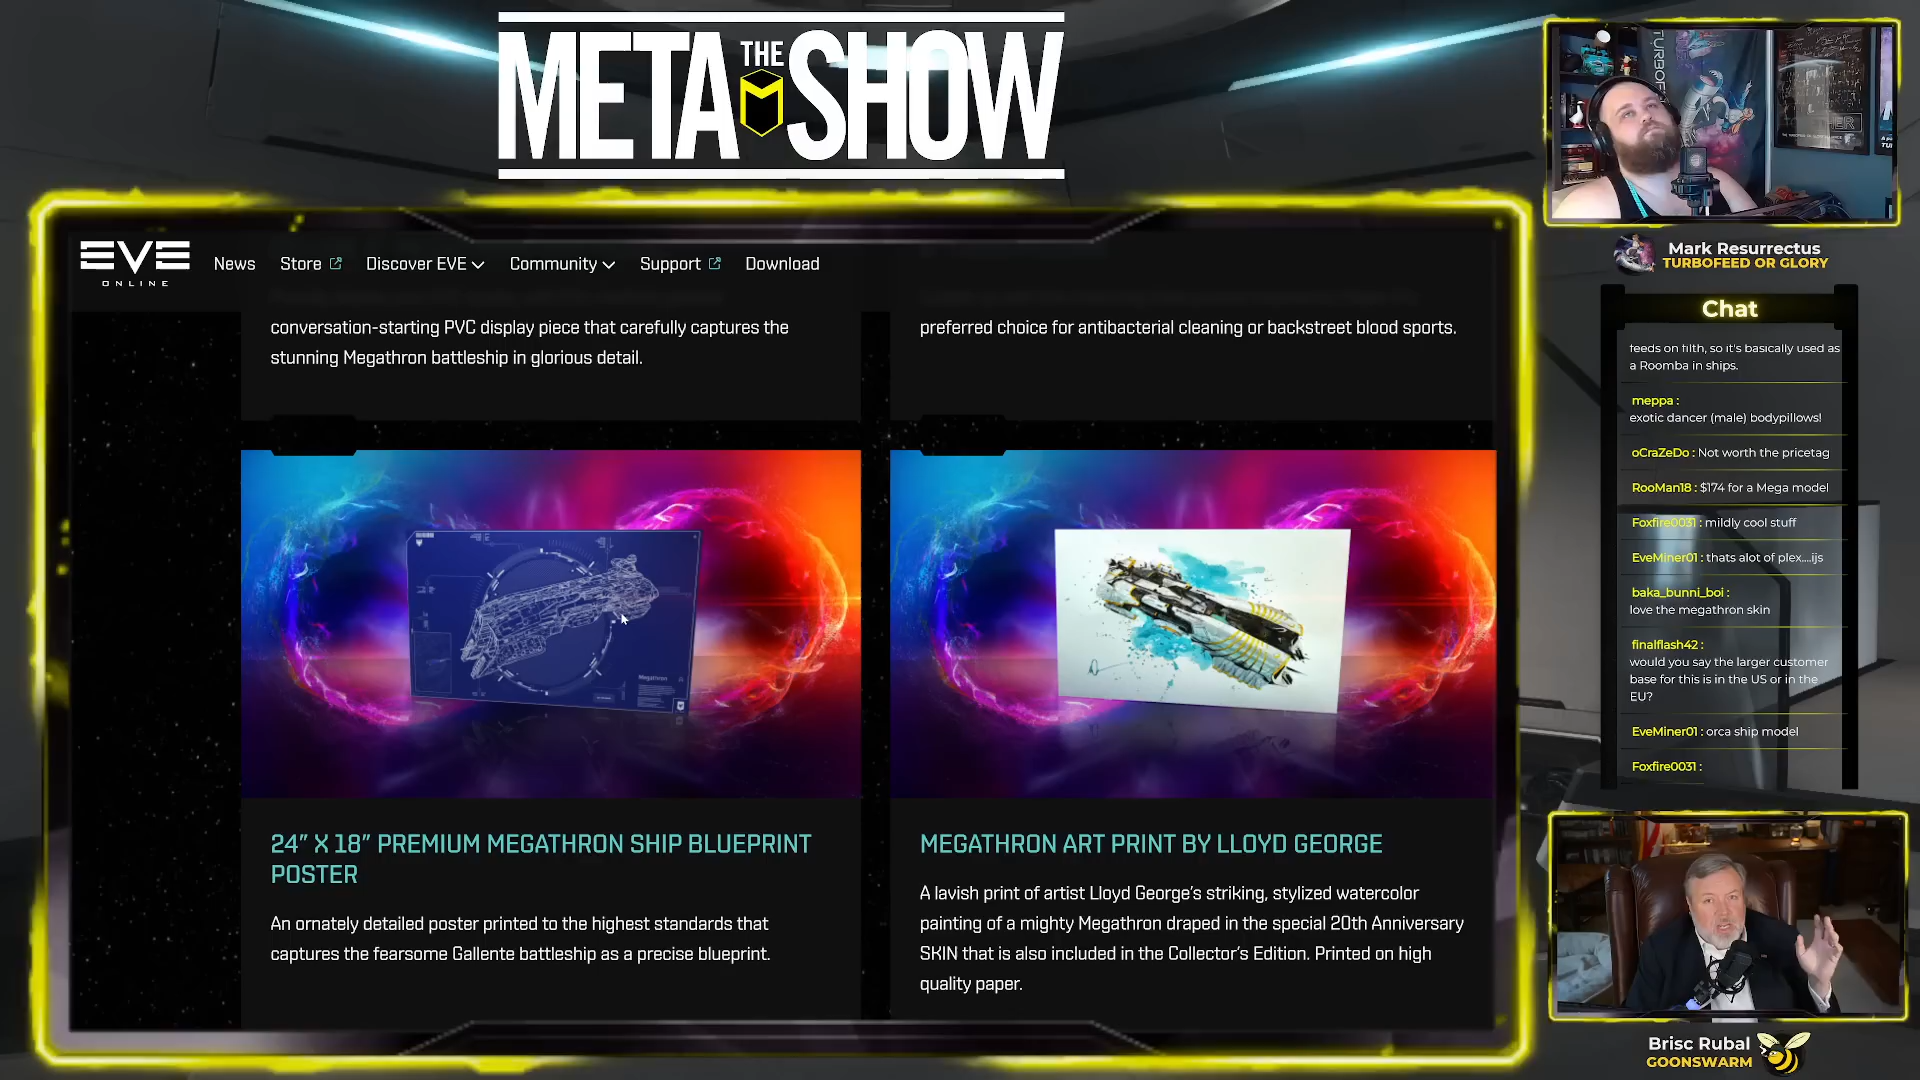 META THE SHOW
EVE
ONLINE
News
Store
Discover EVE
Community
Support
Download
conversation-starting PVC display piece that carefully captures the
stunning Megathron battleship in glorious detail.
preferred choice for antibacterial cleaning or backstreet blood sports.
Megathron
24” X 18” PREMIUM MEGATHRON SHIP BLUEPRINT
POSTER
An ornately detailed poster printed to the highest standards that
captures the fearsome Gallente battleship as a precise blueprint.
MEGATHRON ART PRINT BY LLOYD GEORGE
A lavish print of artist Lloyd George’s striking, stylized watercolor
painting of a mighty Megathron draped in the special 20th Anniversary
SKIN that is also included in the Collector’s Edition. Printed on high
quality paper.
Mark Resurrectus
TURBOFEED OR GLORY
Chat
feeds on filth, so it's basically used as
a Roomba in ships.
meppa :
exotic dancer (male) bodypillows!
oCraZeDo : Not worth the pricetag
RooMan18 : $174 for a Mega model
Foxfire0031 : mildly cool stuff
EveMiner01 : thats alot of plex....ijs
baka_bunni_boi :
love the megathron skin
finalflash42 :
would you say the larger customer
base for this is in the US or in the
EU?
EveMiner01 : orca ship model
Foxfire0031 :
Brisc Rubal
GOONSWARM